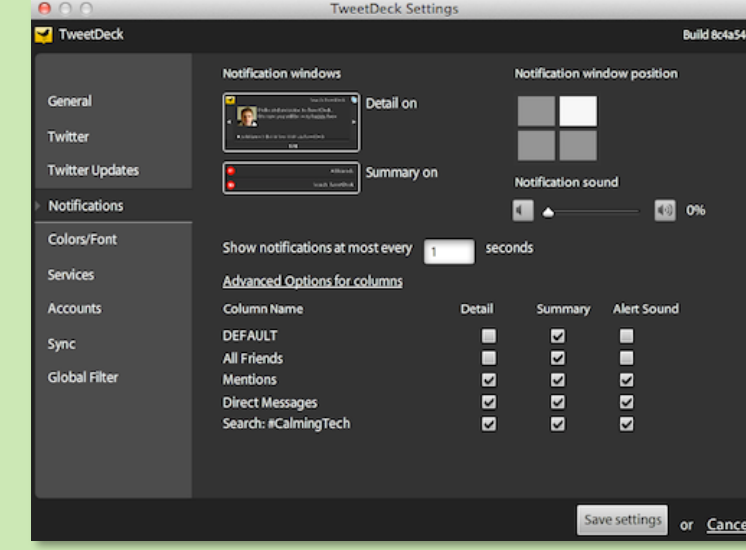 TweetDeck Settings
TweetDeck
Build 8c4a54
General
Twitter
Twitter Updates
Notifications
Colors/Font
Services
Accounts
Sync
Global Filter
Notification windows
Detail on
Summary on
Notification window position
Notification sound
0%
Show notifications at most every 1 seconds
Advanced Options for columns
Column Name Detail Summary Alert Sound
DEFAULT
All Friends
Mentions
Direct Messages
Search: #CalmingTech
Save settings or Cance